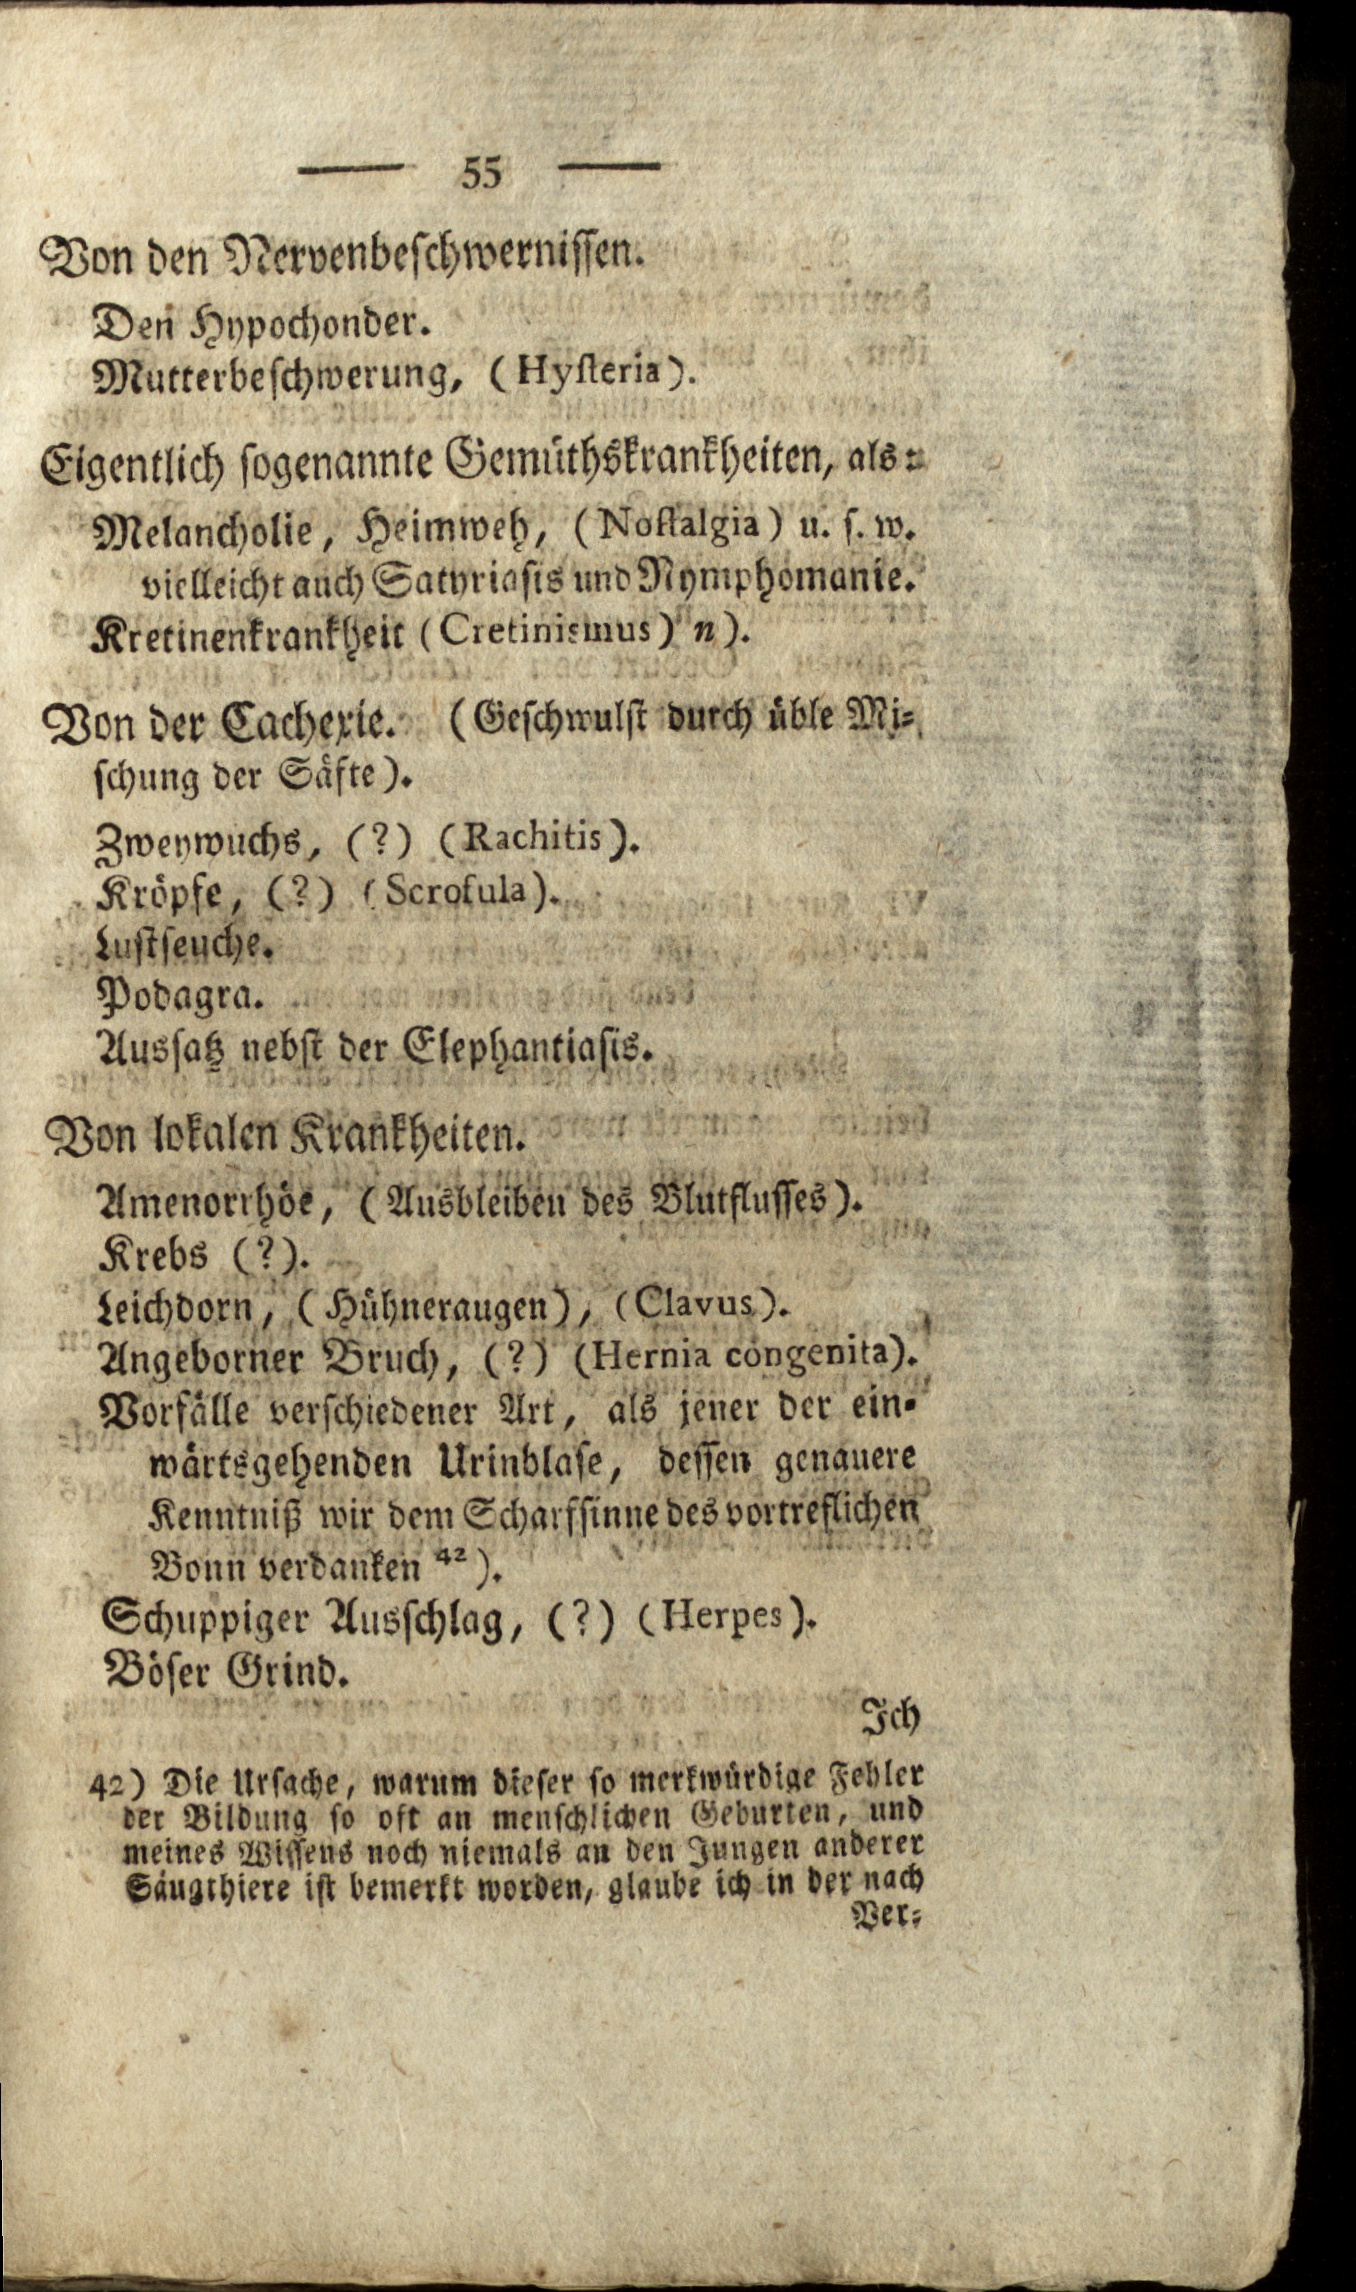 — 55 —
Von den Nervenbeschwernissen.
Den Hypochonder.
Mutterbeschwerung, (Hysteria).
Eigentlich sogenannte Gemüthskrankheiten, als:
Melancholie, Heimweh, (Nostalgia) u. s. w.
vielleicht auch Satyriasis und Nymphomanie.
Kretinenkrankheit (Cretinismus) n).
Von der Cachexie. (Geschwulst durch üble Mi-
schung der Säfte).
Zweywuchs, (?) (Rachitis).
Kröpfe, (?) (Scrofula).
Lustseuche.
Podagra.
Aussatz nebst der Elephantiasis.
Von lokalen Krankheiten.
Amenorrhöe, (Ausbleiben des Blutflusses).
Krebs (?).
Leichdorn, (Hühneraugen), (Clavus).
Angeborner Bruch, (?) (Hernia congenita).
Vorfälle verschiedener Art, als jener der ein-
wärtsgehenden Urinblase, dessen genauere
Kenntniß wir dem Scharfsinne des vortreflichen
Bonn verdanken 42).
Schuppiger Ausschlag, (?) (Herpes).
Böser Grind.
Ich
42) Die Ursache, warum dieser so merkwürdige Fehler
der Bildung so oft an menschlichen Geburten, und
meines Wissens noch niemals an den Jungen anderer
Säugthiere ist bemerkt worden, glaube ich in der nach
Ver-